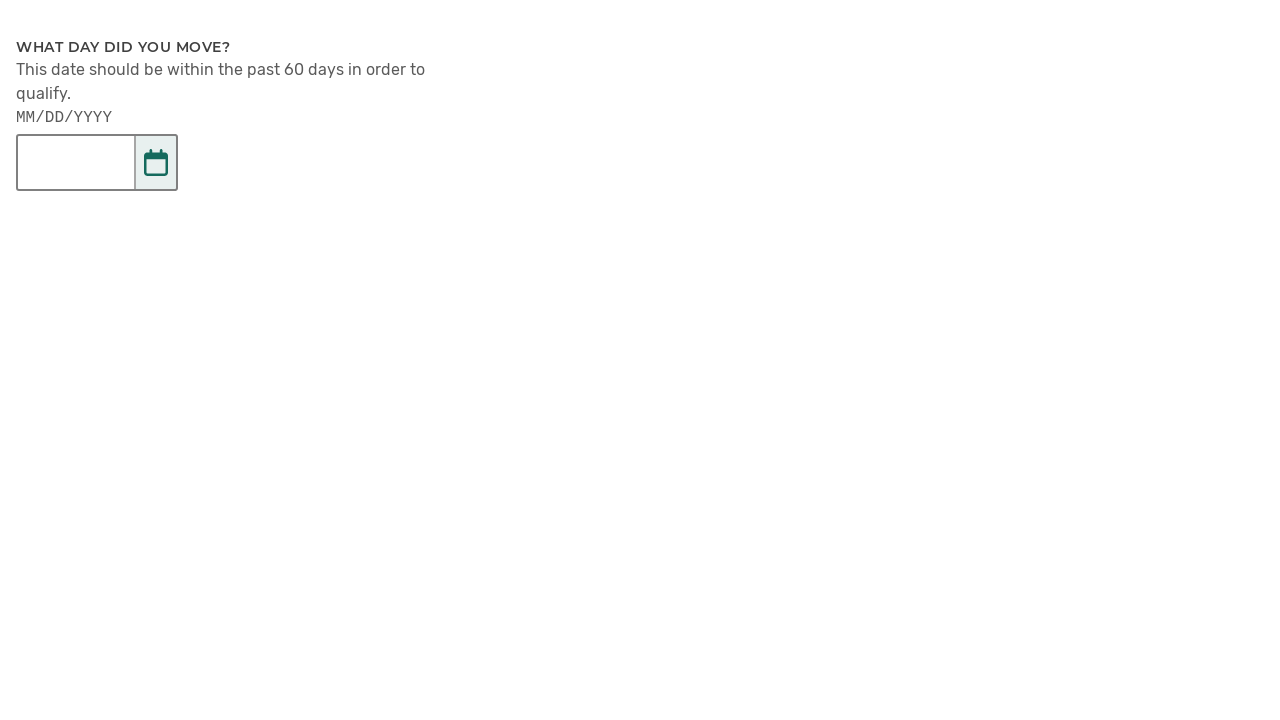 WHAT DAY DID YOU MOVE?
This date should be within the past 60 days in order to
qualify.
MM/DD/YYYY